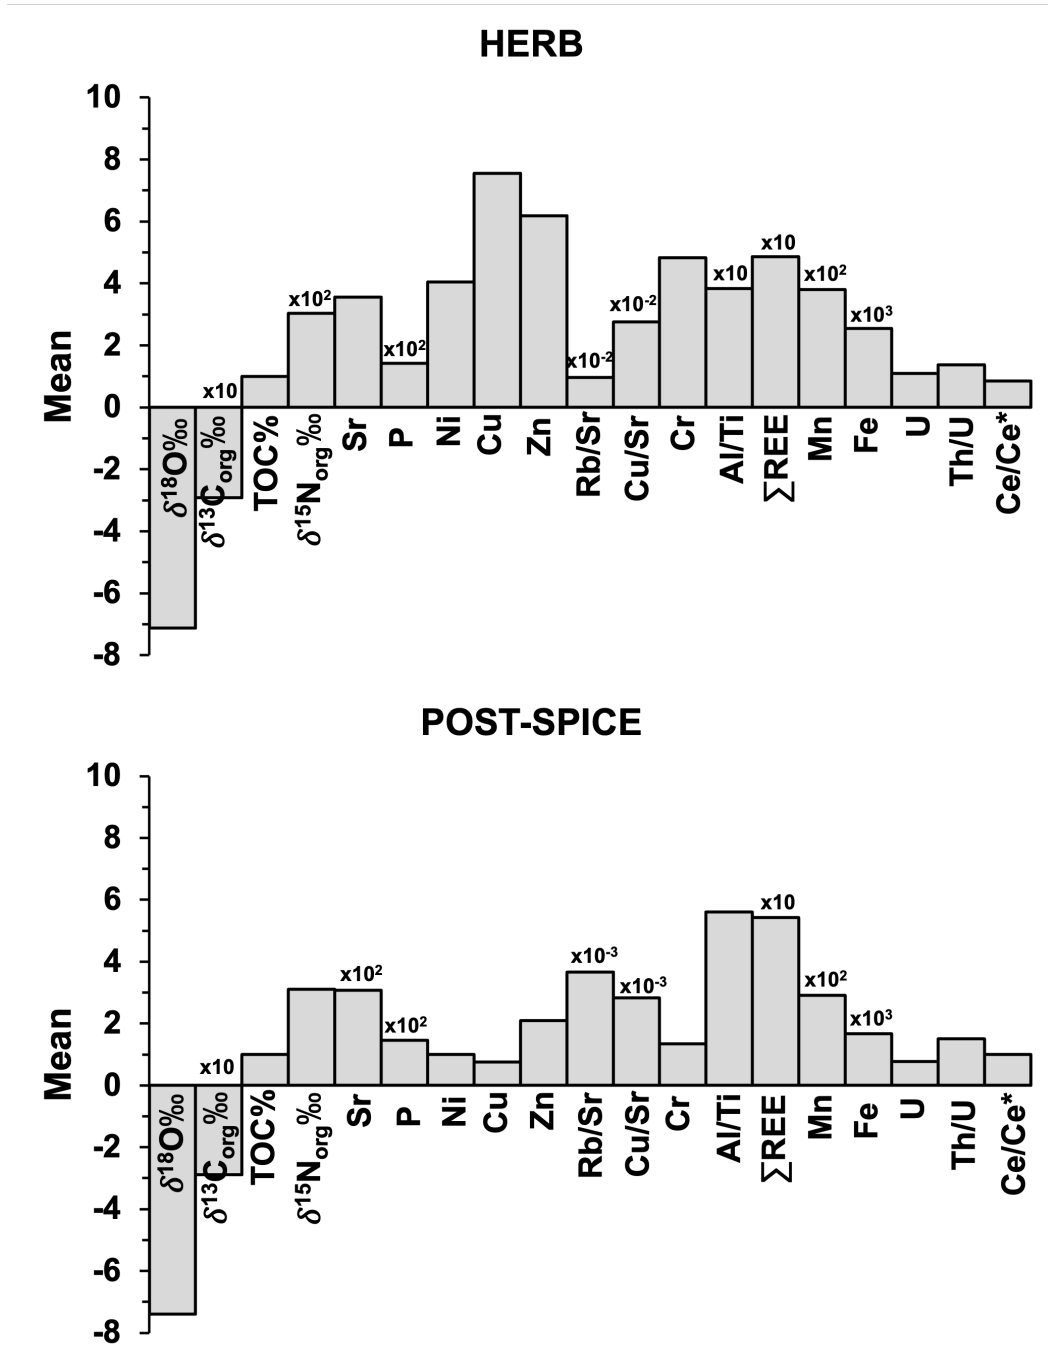 HERB
10
8
6
4
2
0
-2
-4
-6
-8
Mean
x10
x10²
x10²
x10⁻²
x10⁻²
x10
x10
x10²
x10³
δ¹⁸O‰
δ¹³Corg‰
TOC%
δ¹⁵Norg‰
Sr
P
Ni
Cu
Zn
Rb/Sr
Cu/Sr
Cr
Al/Ti
∑REE
Mn
Fe
U
Th/U
Ce/Ce*
POST-SPICE
10
8
6
4
2
0
-2
-4
-6
-8
Mean
x10
x10²
x10²
x10⁻³
x10⁻³
x10
x10²
x10³
δ¹⁸O‰
δ¹³Corg‰
TOC%
δ¹⁵Norg‰
Sr
P
Ni
Cu
Zn
Rb/Sr
Cu/Sr
Cr
Al/Ti
∑REE
Mn
Fe
U
Th/U
Ce/Ce*